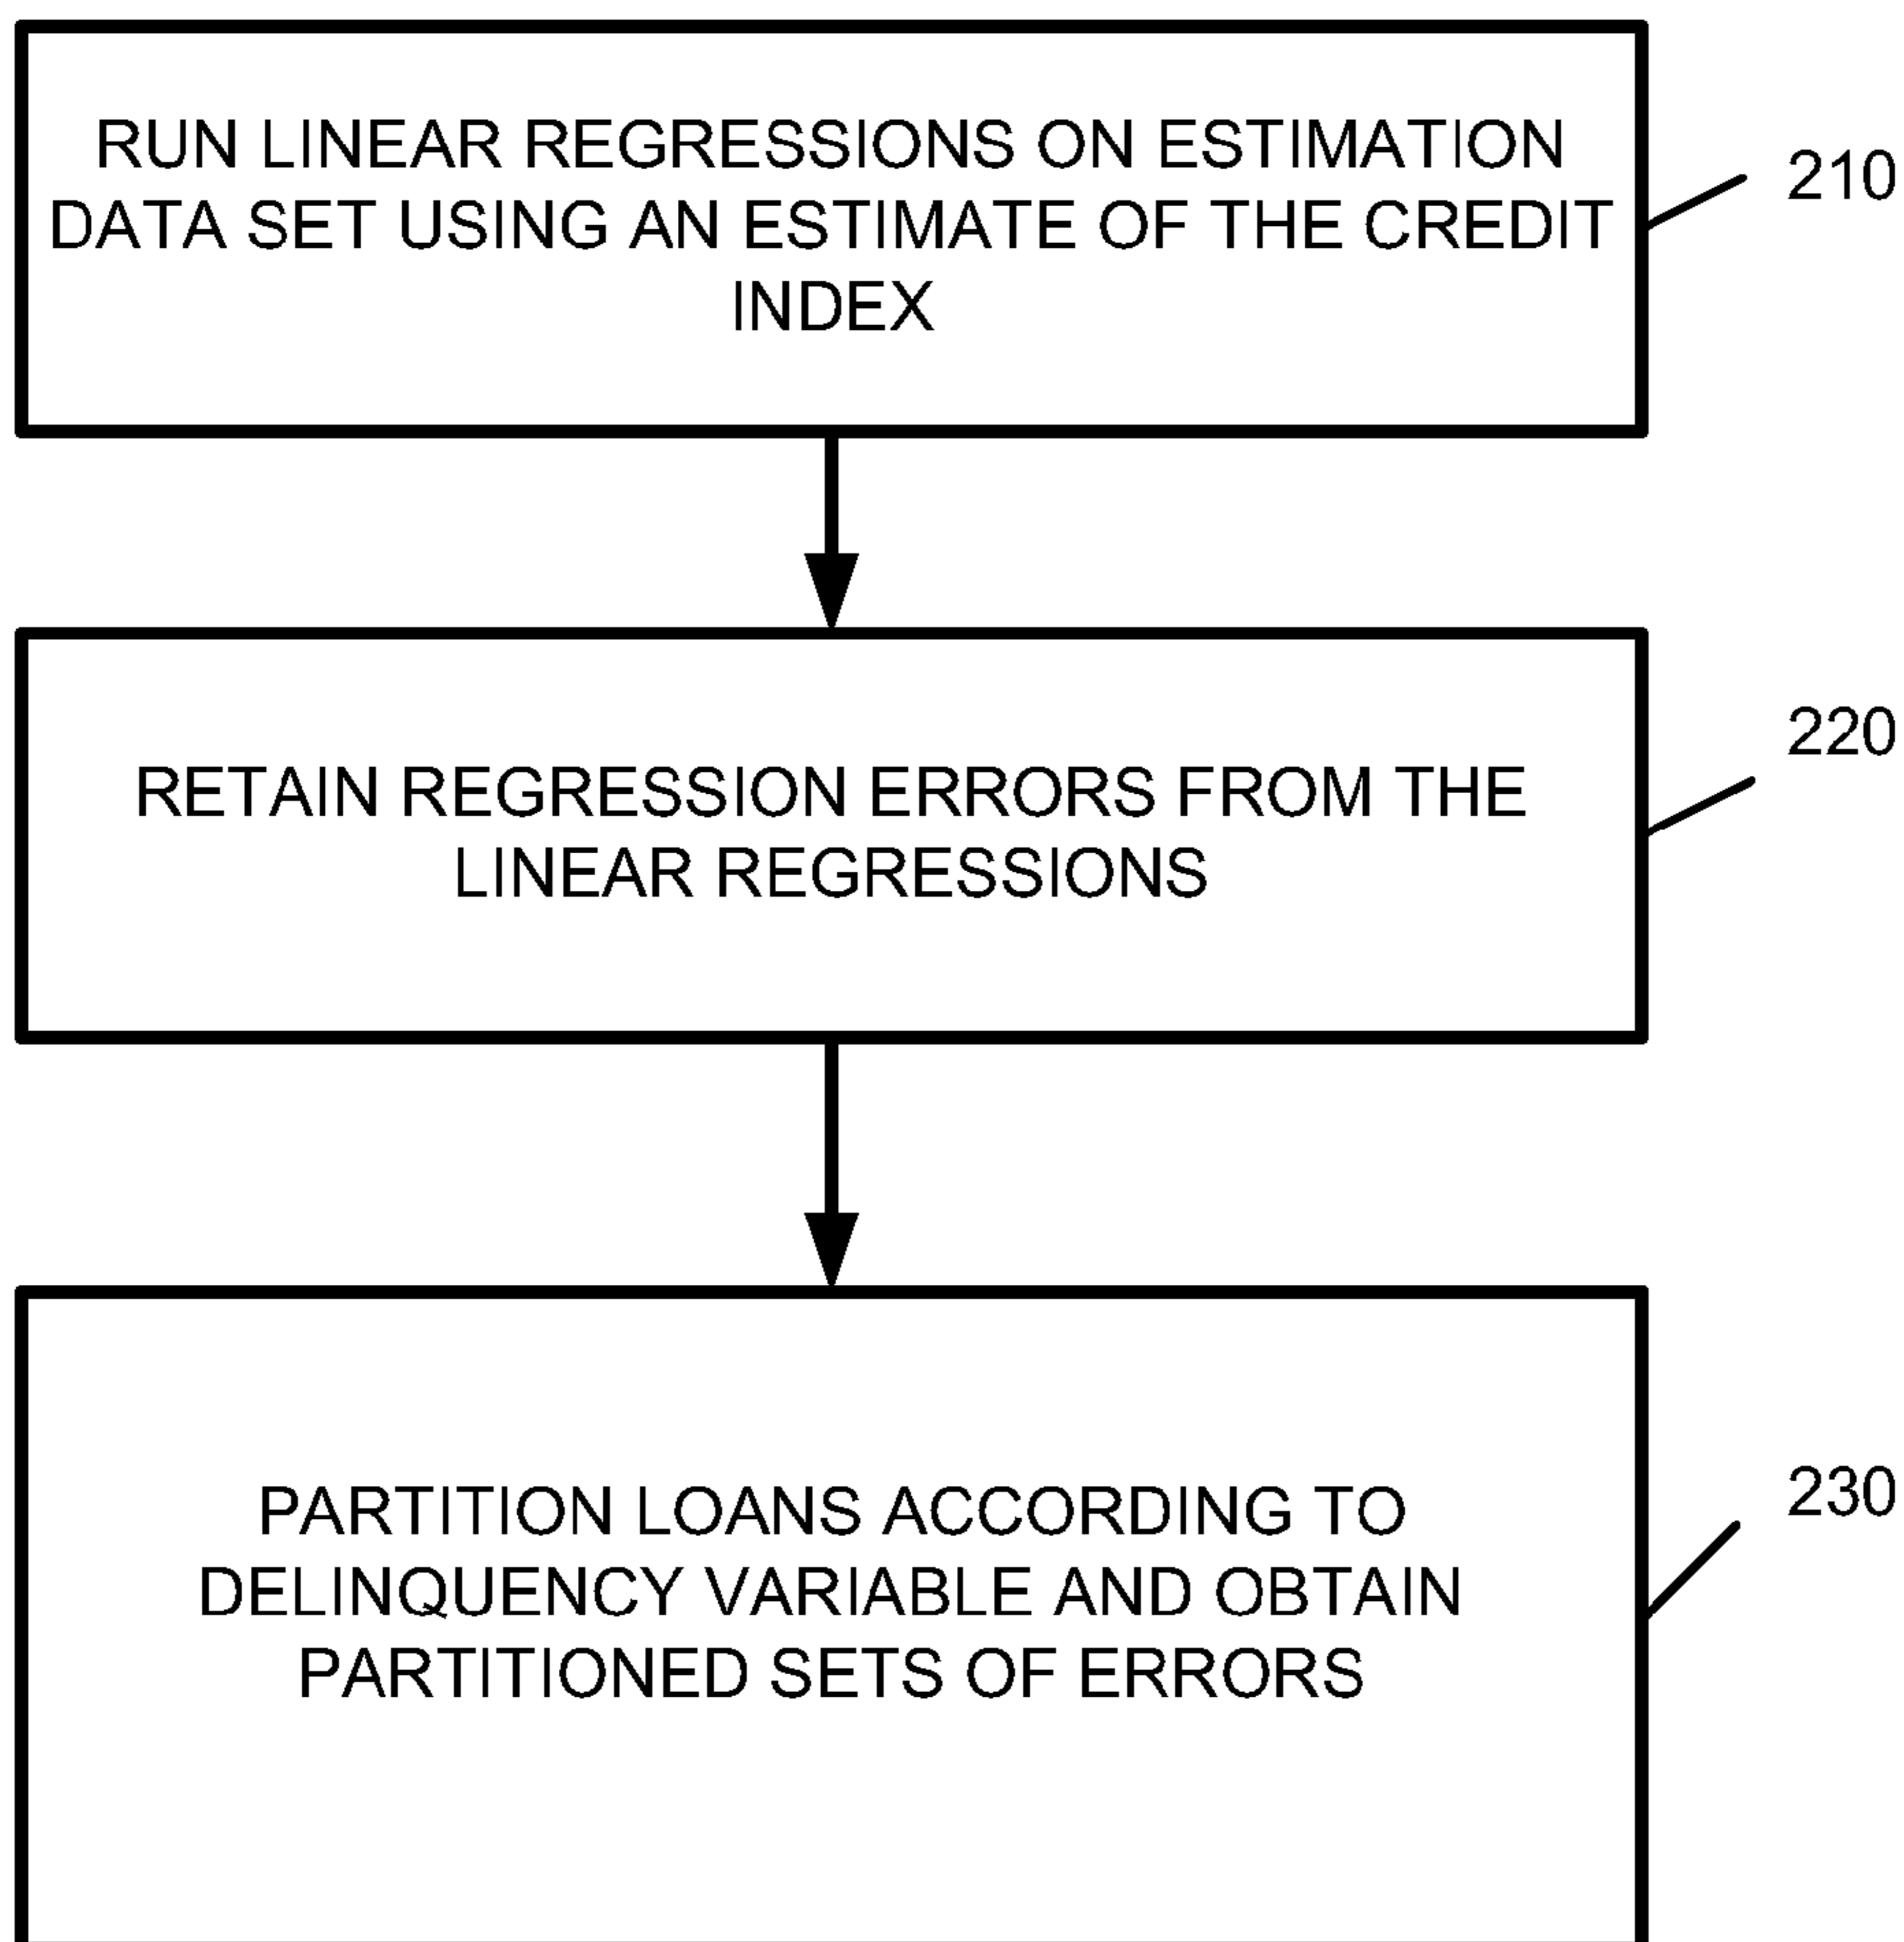 RUN LINEAR REGRESSIONS ON ESTIMATION
DATA SET USING AN ESTIMATE OF THE CREDIT
INDEX
210
RETAIN REGRESSION ERRORS FROM THE
LINEAR REGRESSIONS
220
PARTITION LOANS ACCORDING TO
DELINQUENCY VARIABLE AND OBTAIN
PARTITIONED SETS OF ERRORS
230